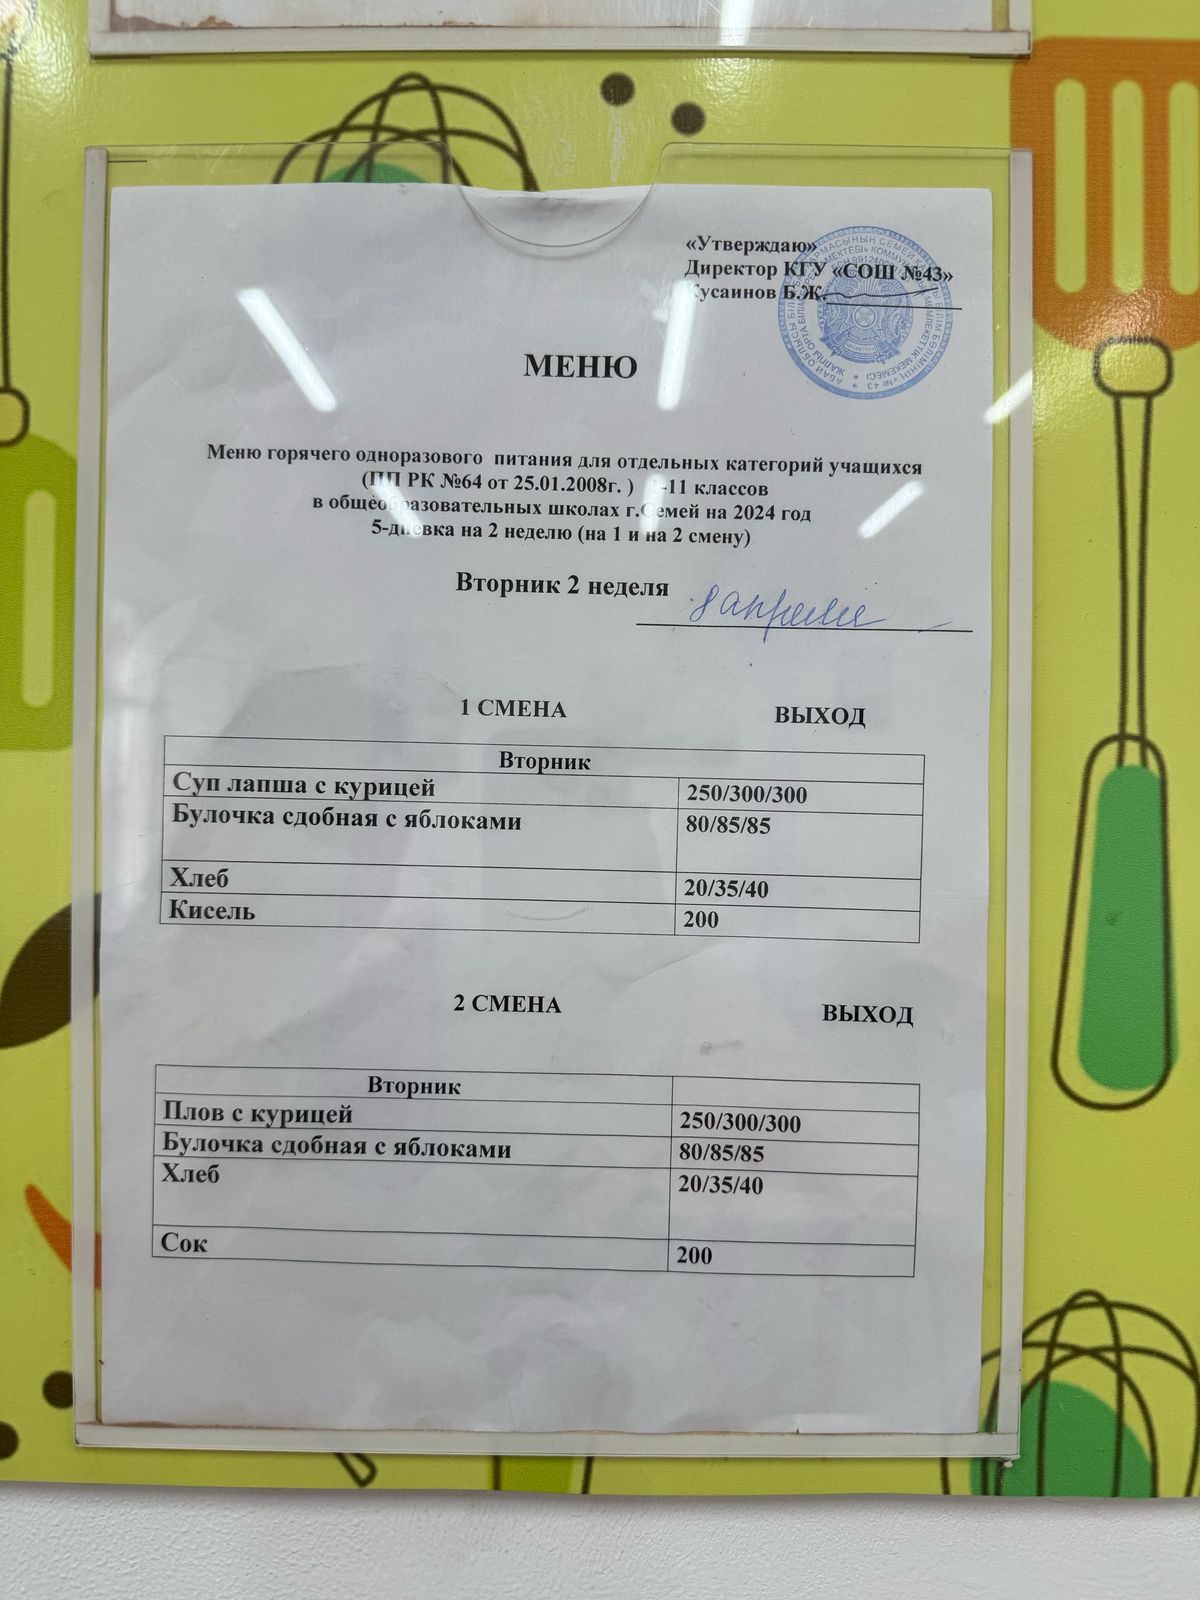 «Утверждаю»
Директор КГУ «СОШ №43»
Кусаинов Б.Ж.
МЕНЮ
Меню горячего одноразового питания для отдельных категорий учащихся
(ПП РК №64 от 25.01.2008г. ) 1-11 классов
в общеобразовательных школах г.Семей на 2024 год
5-дневка на 2 неделю (на 1 и на 2 смену)
Вторник 2 неделя 8 апреля
1 СМЕНА ВЫХОД
Вторник
Суп лапша с курицей 250/300/300
Булочка сдобная с яблоками 80/85/85
Хлеб 20/35/40
Кисель 200
2 СМЕНА ВЫХОД
Вторник
Плов с курицей 250/300/300
Булочка сдобная с яблоками 80/85/85
Хлеб 20/35/40
Сок 200